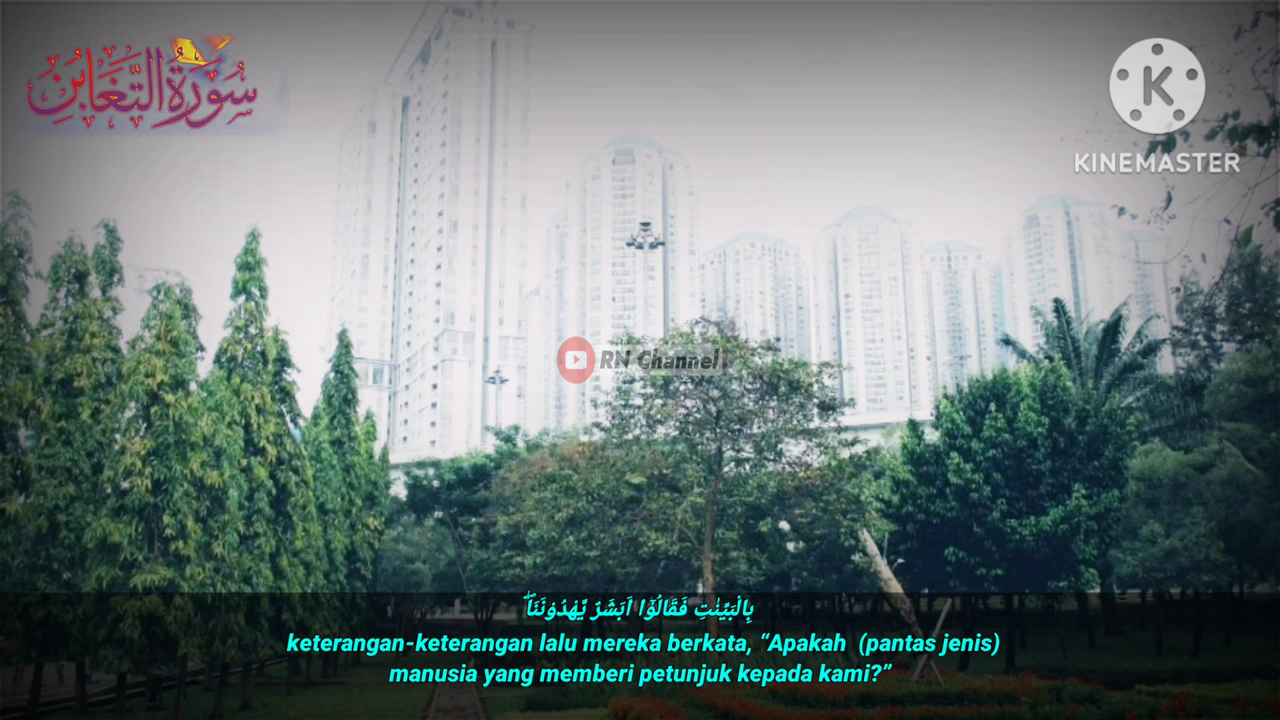 سُورَةُ التَّغَابُنِ
K
KINEMASTER
RN Channel
بِالْبَيِّنٰتِ فَقَالُوْٓا اَبَشَرٌ يَّهْدُوْنَنَاۖ
keterangan-keterangan lalu mereka berkata, “Apakah (pantas jenis)
manusia yang memberi petunjuk kepada kami?”